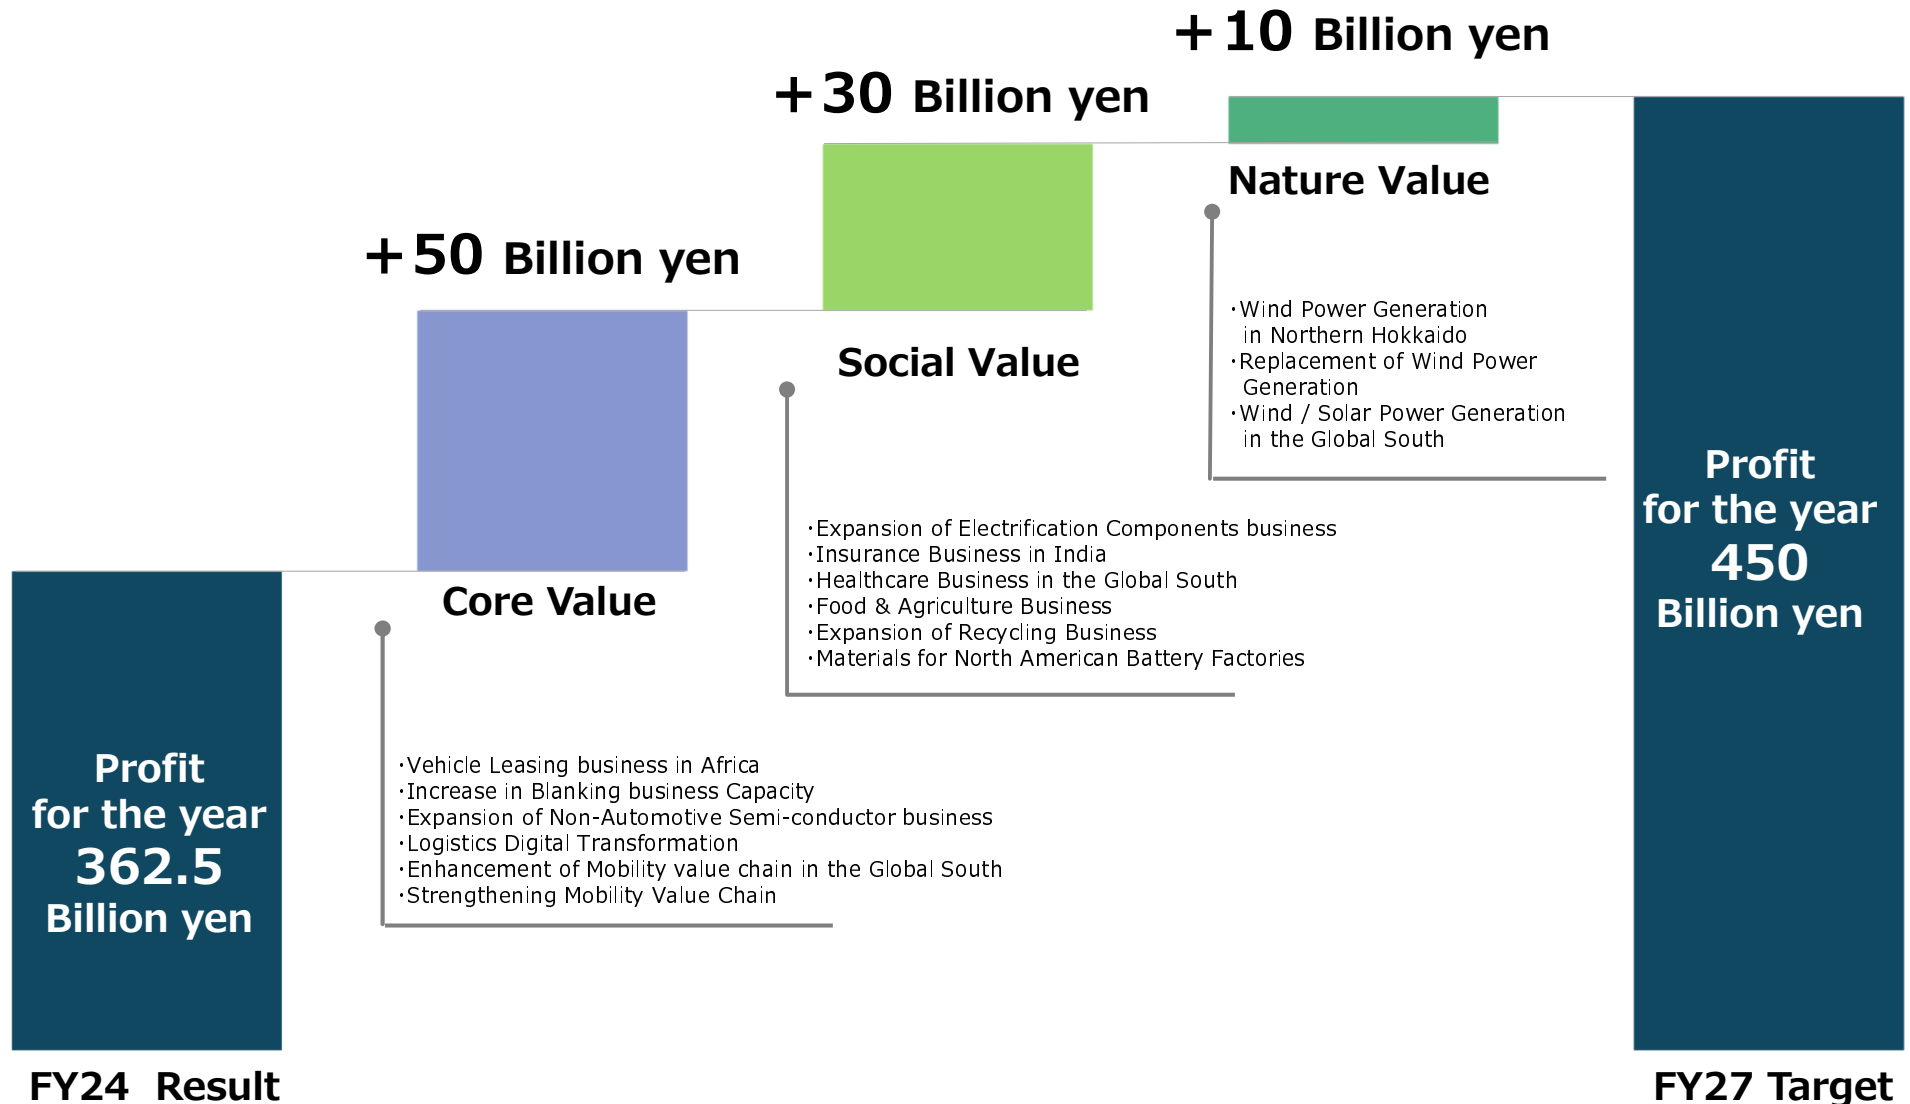 +10 Billion yen
+30 Billion yen
+50 Billion yen
Nature Value
・Wind Power Generation
in Northern Hokkaido
・Replacement of Wind Power
Generation
・Wind / Solar Power Generation
in the Global South
Social Value
・Expansion of Electrification Components business
・Insurance Business in India
・Healthcare Business in the Global South
・Food & Agriculture Business
・Expansion of Recycling Business
・Materials for North American Battery Factories
Core Value
・Vehicle Leasing business in Africa
・Increase in Blanking business Capacity
・Expansion of Non-Automotive Semi-conductor business
・Logistics Digital Transformation
・Enhancement of Mobility value chain in the Global South
・Strengthening Mobility Value Chain
Profit
for the year
362.5
Billion yen
FY24 Result
Profit
for the year
450
Billion yen
FY27 Target